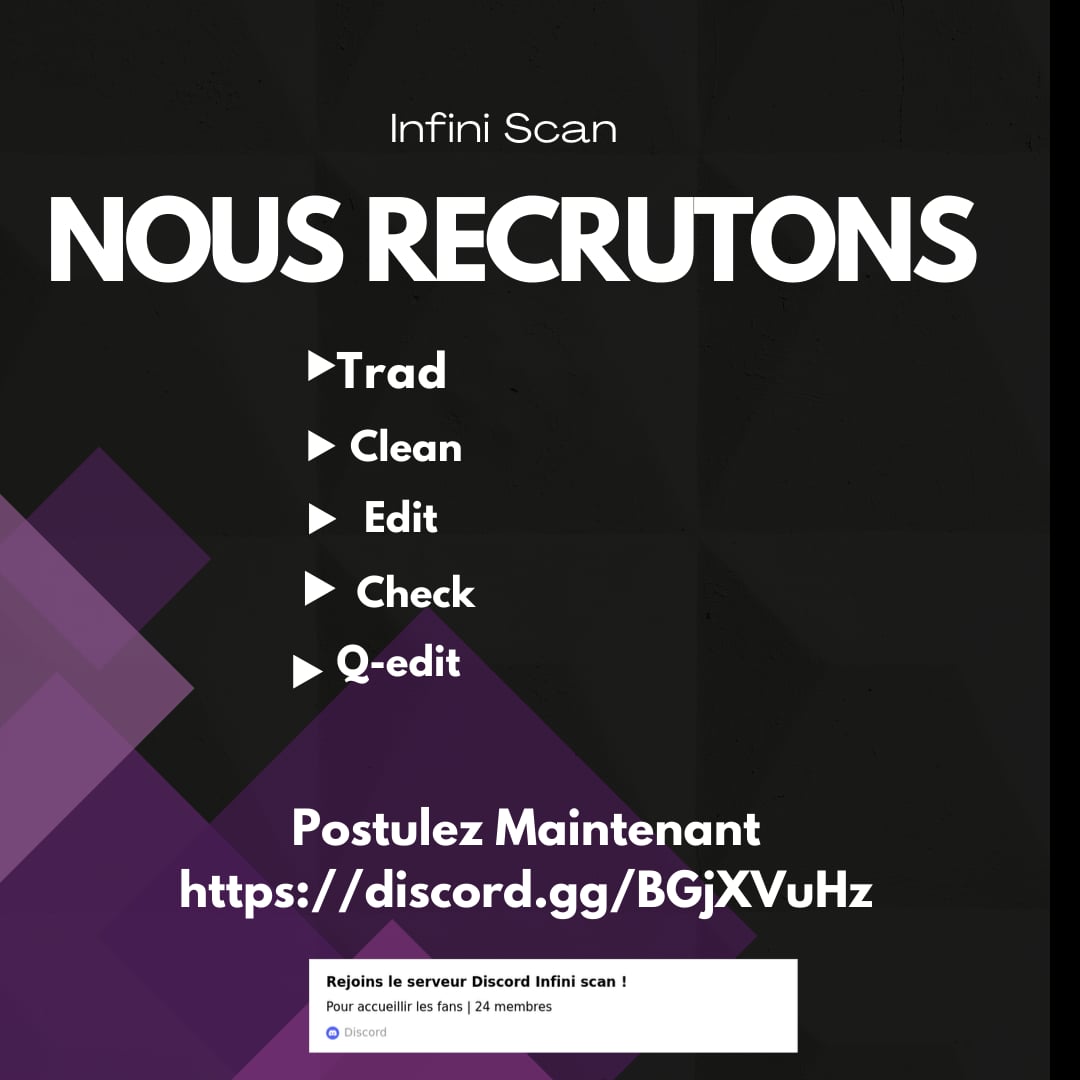 Infini Scan
NOUS RECRUTONS
Trad
Clean
Edit
Check
Q-edit
Postulez Maintenant
https://discord.gg/BGjXVuHz
Rejoins le serveur Discord Infini scan !
Pour accueillir les fans | 24 membres
Discord